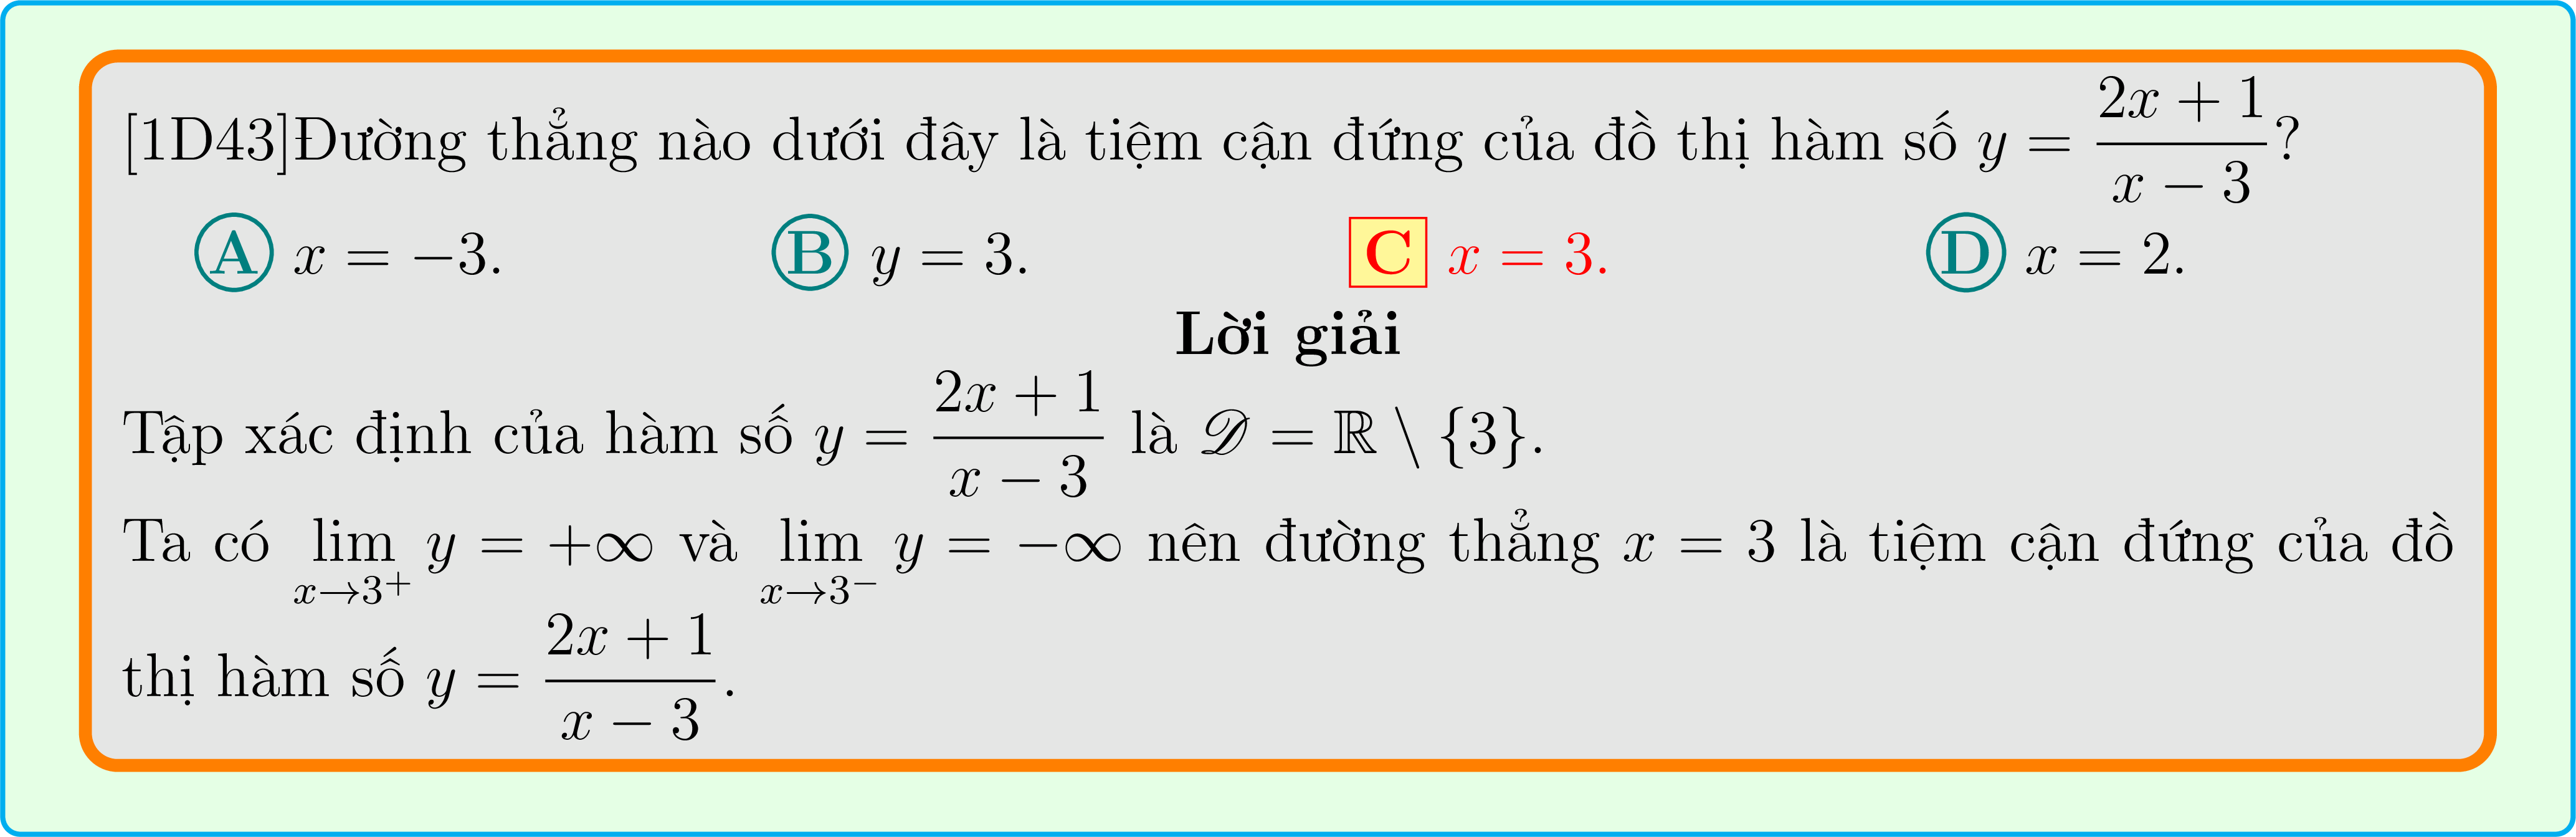 [1D43]Đường thẳng nào dưới đây là tiệm cận đứng của đồ thị hàm số $y = \dfrac{2x+1}{x-3}$?
A $x = -3$. B $y = 3$. C $x = 3$. D $x = 2$.
Lời giải
Tập xác định của hàm số $y = \dfrac{2x+1}{x-3}$ là $\mathscr{D} = \mathbb{R} \setminus \{3\}$.
Ta có $\lim\limits_{x \to 3^+} y = +\infty$ và $\lim\limits_{x \to 3^-} y = -\infty$ nên đường thẳng $x = 3$ là tiệm cận đứng của đồ
thị hàm số $y = \dfrac{2x+1}{x-3}$.